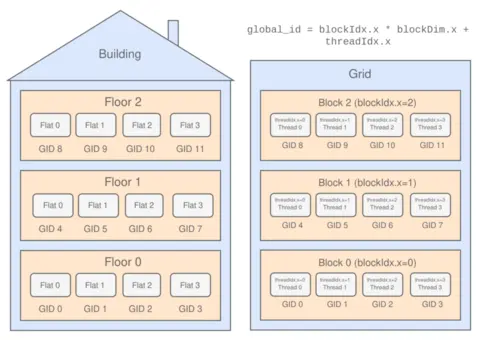 Building
Floor 2
Flat 0 Flat 1 Flat 2 Flat 3
GID 8 GID 9 GID 10 GID 11
Floor 1
Flat 0 Flat 1 Flat 2 Flat 3
GID 4 GID 5 GID 6 GID 7
Floor 0
Flat 0 Flat 1 Flat 2 Flat 3
GID 0 GID 1 GID 2 GID 3
global_id = blockIdx.x * blockDim.x +
threadIdx.x
Grid
Block 2 (blockIdx.x=2)
threadIdx.x=0 threadIdx.x=1 threadIdx.x=2 threadIdx.x=3
Thread 0 Thread 1 Thread 2 Thread 3
GID 8 GID 9 GID 10 GID 11
Block 1 (blockIdx.x=1)
threadIdx.x=0 threadIdx.x=1 threadIdx.x=2 threadIdx.x=3
Thread 0 Thread 1 Thread 2 Thread 3
GID 4 GID 5 GID 6 GID 7
Block 0 (blockIdx.x=0)
threadIdx.x=0 threadIdx.x=1 threadIdx.x=2 threadIdx.x=3
Thread 0 Thread 1 Thread 2 Thread 3
GID 0 GID 1 GID 2 GID 3